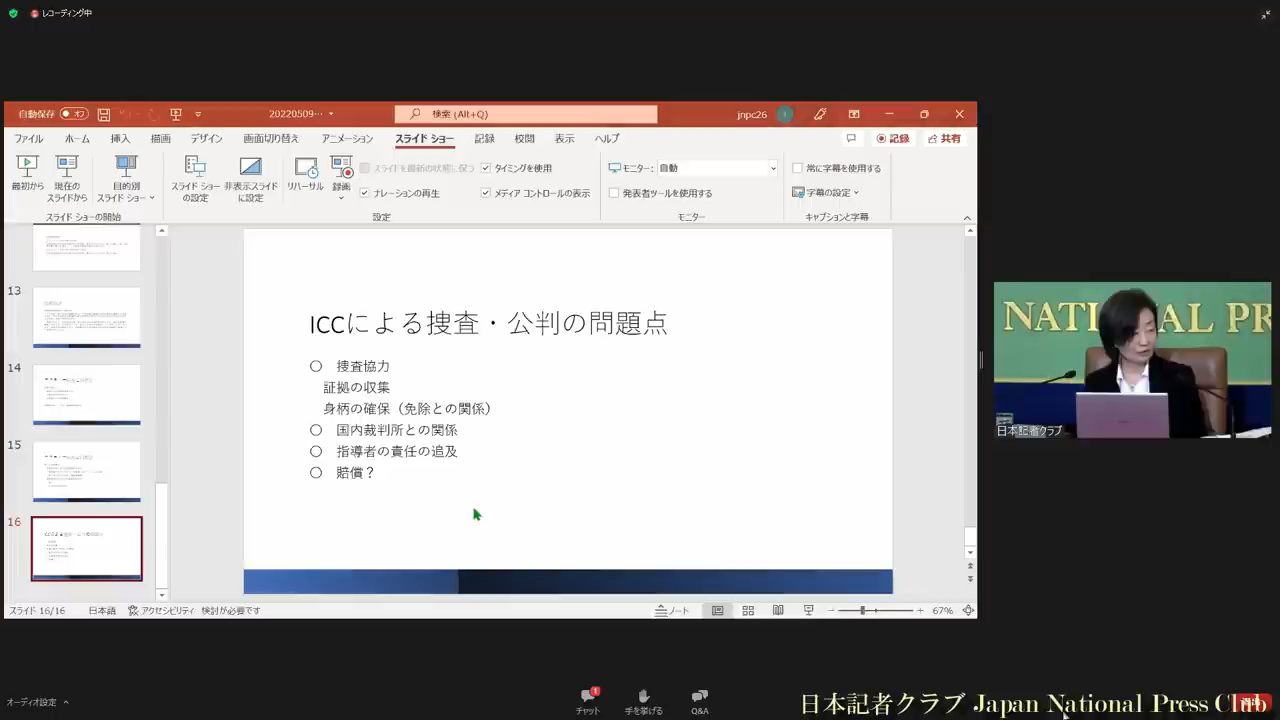 レコーディング中
自動保存 オフ 20220509… 検索 (Alt+Q) jnpc26
ファイル ホーム 挿入 描画 デザイン 画面切り替え アニメーション スライド ショー 記録 校閲 表示 ヘルプ 記録 共有
最初から 現在の スライドから 目的別 スライド ショー スライド ショー の設定 非表示スライド に設定 リハーサル 録画
スライドを最新の状態に保つ タイミングを使用
ナレーションの再生 メディア コントロールの表示
モニター: 自動
発表者ツールを使用する
常に字幕を使用する
字幕の設定
スライド ショーの開始 設定 モニター キャプションと字幕
13
14
15
16
ICCによる捜査・公判の問題点
〇 捜査協力
証拠の収集
身柄の確保（免除との関係）
〇 国内裁判所との関係
〇 指導者の責任の追及
〇 賠償？
スライド 16/16 日本語 アクセシビリティ 検討が必要です ノート 67%
NATIONAL PR
日本記者クラブ
オーディオ設定 チャット 1 手を挙げる Q&A
日本記者クラブ Japan National Press Club